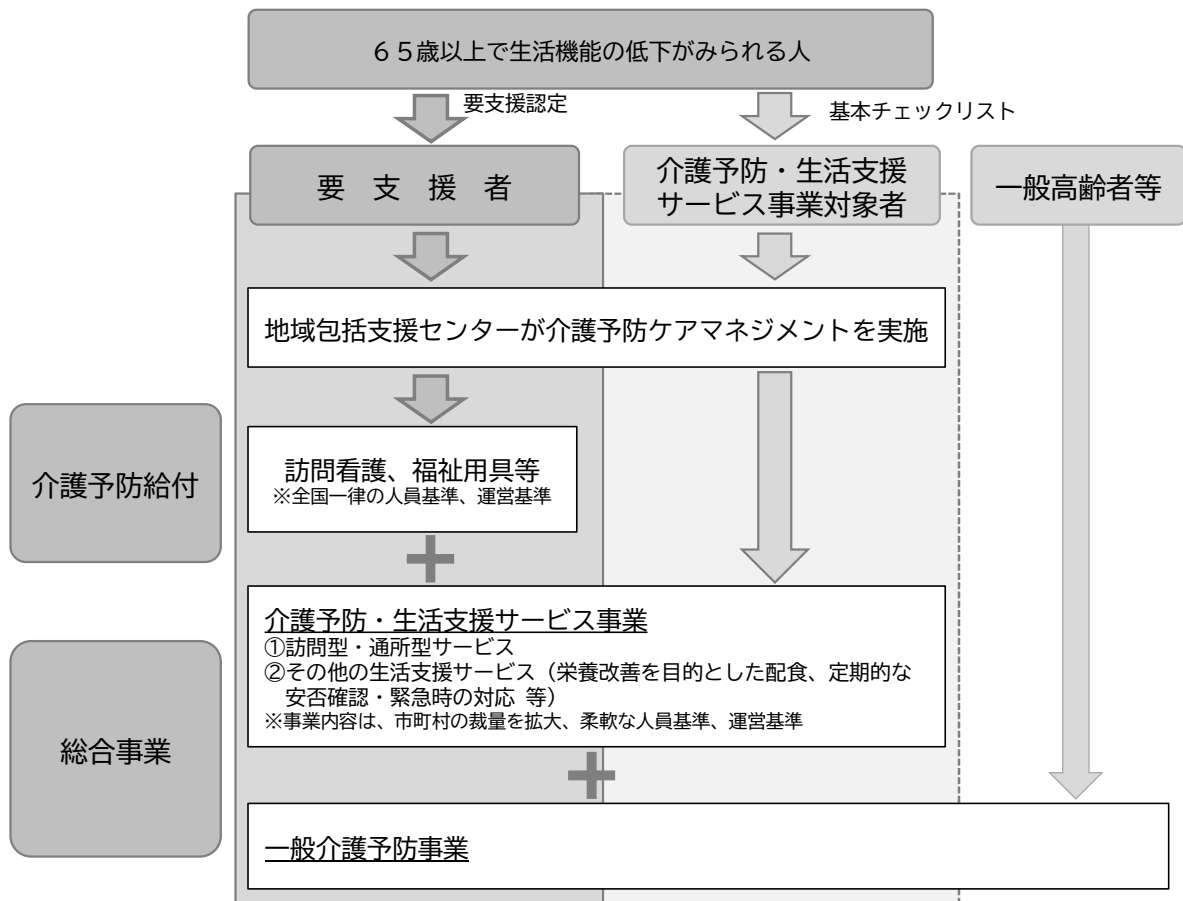 ６５歳以上で生活機能の低下がみられる人
要支援認定
基本チェックリスト
要　支　援　者
介護予防・生活支援
サービス事業対象者
一般高齢者等
地域包括支援センターが介護予防ケアマネジメントを実施
介護予防給付
訪問看護、福祉用具等
※全国一律の人員基準、運営基準
総合事業
介護予防・生活支援サービス事業
①訪問型・通所型サービス
②その他の生活支援サービス（栄養改善を目的とした配食、定期的な
安否確認・緊急時の対応 等）
※事業内容は、市町村の裁量を拡大、柔軟な人員基準、運営基準
一般介護予防事業